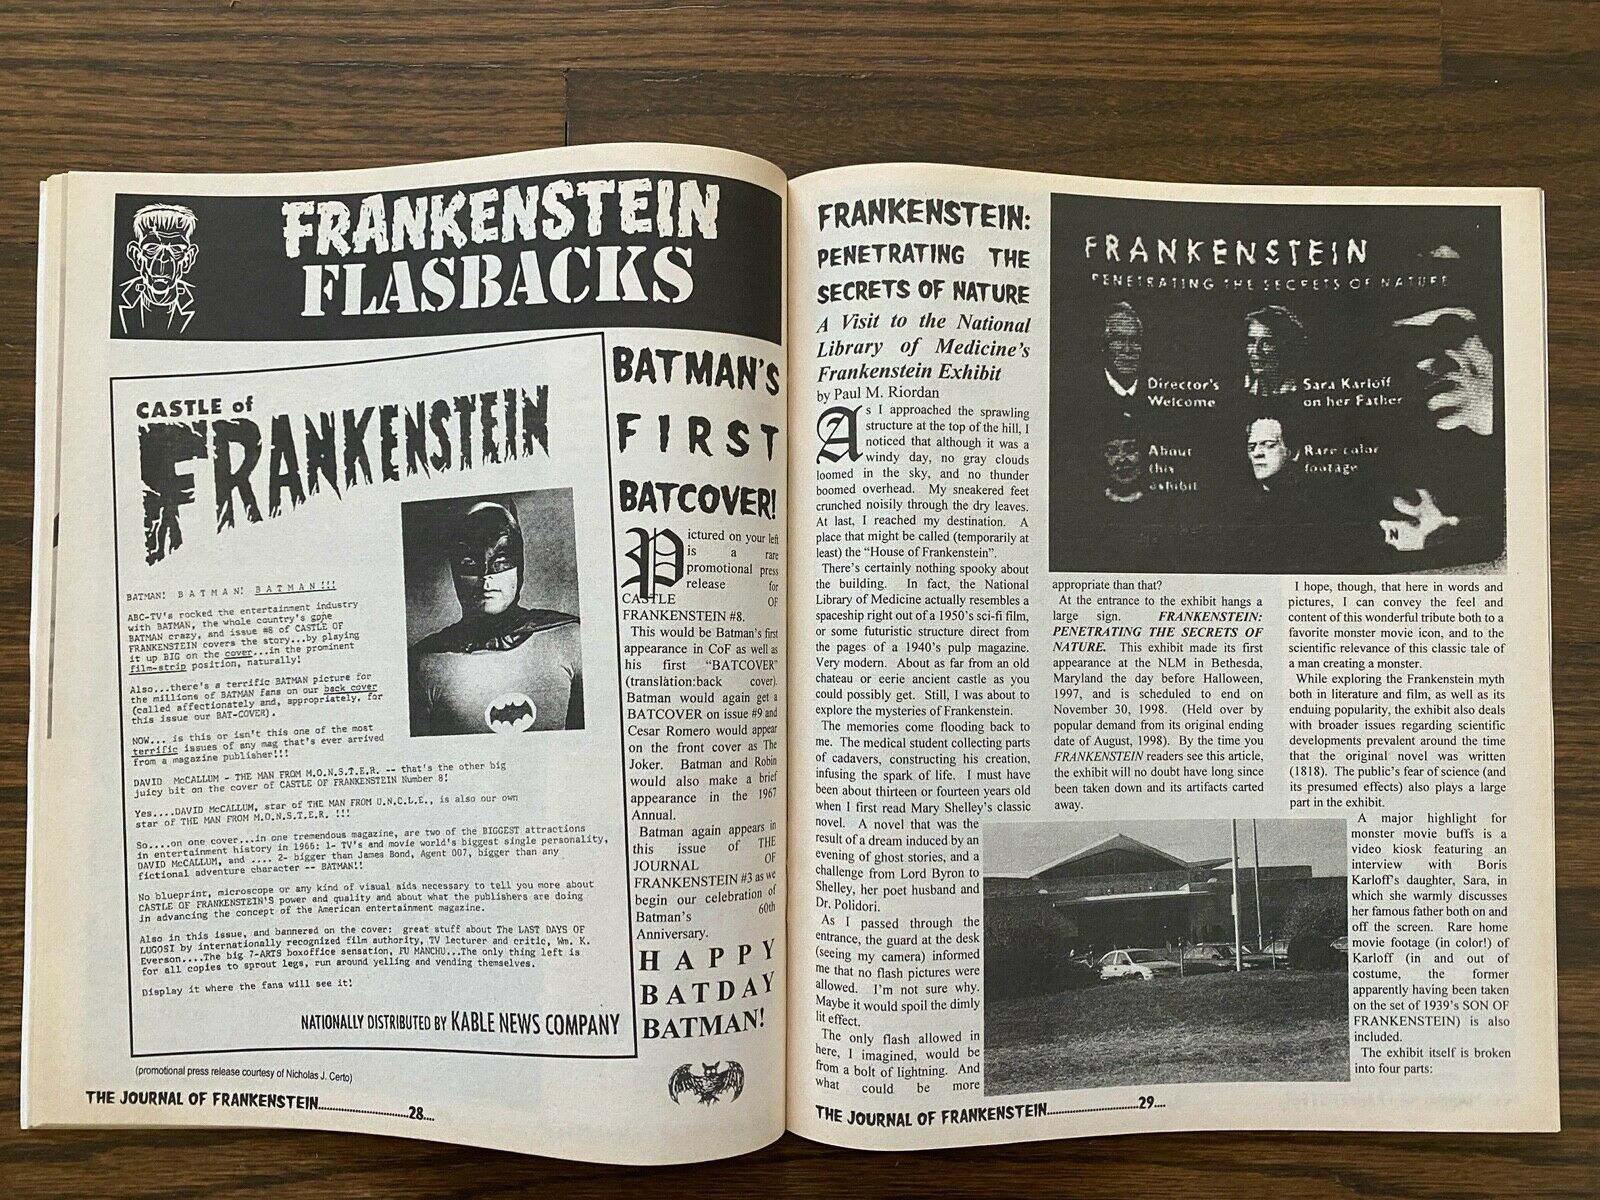 FRANKENSTEIN
FLASBACKS
CASTLE of
FRANKENSTEIN
BATMAN! B A T M A N! B A T M A N !!!
ABC-TV's rocked the entertainment industry
with BATMAN, the whole country's gone
BATMAN crazy, and issue #8 of CASTLE OF
FRANKENSTEIN covers the story...by playing
it up BIG on the cover...in the prominent
film-strip position, naturally!
Also...there's a terrific BATMAN picture for
the millions of BATMAN fans on our back cover
(called affectionately and, appropriately, for
this issue our BAT-COVER).
NOW... is this or isn't this one of the most
terrific issues of any mag that's ever arrived
from a magazine publisher!!!
DAVID McCALLUM - THE MAN FROM M.O.N.S.T.E.R. -- that's the other big
juicy bit on the cover of CASTLE OF FRANKENSTEIN Number 8!
Yes....DAVID McCALLUM, star of THE MAN FROM U.N.C.L.E., is also our own
star of THE MAN FROM M.O.N.S.T.E.R. !!!
So....on one cover...in one tremendous magazine, are two of the BIGGEST attractions
in entertainment history in 1966: 1- TV's and movie world's biggest single personality,
DAVID McCALLUM, and .... 2- bigger than James Bond, Agent 007, bigger than any
fictional adventure character -- BATMAN!!
No blueprint, microscope or any kind of visual aids necessary to tell you more about
CASTLE OF FRANKENSTEIN'S power and quality and about what the publishers are doing
in advancing the concept of the American entertainment magazine.
Also in this issue, and bannered on the cover: great stuff about The LAST DAYS OF
LUGOSI by internationally recognized film authority, TV lecturer and critic, Wm. K.
Everson....The big 7-ARTS boxoffice sensation, FU MANCHU...The only thing left is
for all copies to sprout legs, run around yelling and vending themselves.
Display it where the fans will see it!
NATIONALLY DISTRIBUTED BY KABLE NEWS COMPANY
(promotional press release courtesy of Nicholas J. Certo)
BATMAN'S
FIRST
BATCOVER!
Pictured on your left
is a rare
promotional press
release for
CASTLE OF
FRANKENSTEIN #8.
This would be Batman's first
appearance in CoF as well as
his first "BATCOVER"
(translation:back cover).
Batman would again get a
BATCOVER on issue #9 and
Cesar Romero would appear
on the front cover as The
Joker. Batman and Robin
would also make a brief
appearance in the 1967
Annual.
Batman again appears in
this issue of THE
JOURNAL OF
FRANKENSTEIN #3 as we
begin our celebration of
Batman's 60th
Anniversary.
HAPPY
BATDAY
BATMAN!
THE JOURNAL OF FRANKENSTEIN............................28....
FRANKENSTEIN:
PENETRATING THE
SECRETS OF NATURE
A Visit to the National
Library of Medicine's
Frankenstein Exhibit
by Paul M. Riordan
As I approached the sprawling
structure at the top of the hill, I
noticed that although it was a
windy day, no gray clouds
loomed in the sky, and no thunder
boomed overhead. My sneakered feet
crunched noisily through the dry leaves.
At last, I reached my destination. A
place that might be called (temporarily at
least) the "House of Frankenstein".
There's certainly nothing spooky about
the building. In fact, the National
Library of Medicine actually resembles a
spaceship right out of a 1950's sci-fi film,
or some futuristic structure direct from
the pages of a 1940's pulp magazine.
Very modern. About as far from an old
chateau or eerie ancient castle as you
could possibly get. Still, I was about to
explore the mysteries of Frankenstein.
The memories come flooding back to
me. The medical student collecting parts
of cadavers, constructing his creation,
infusing the spark of life. I must have
been about thirteen or fourteen years old
when I first read Mary Shelley's classic
novel. A novel that was the
result of a dream induced by an
evening of ghost stories, and a
challenge from Lord Byron to
Shelley, her poet husband and
Dr. Polidori.
As I passed through the
entrance, the guard at the desk
(seeing my camera) informed
me that no flash pictures were
allowed. I'm not sure why.
Maybe it would spoil the dimly
lit effect.
The only flash allowed in
here, I imagined, would be
from a bolt of lightning. And
what could be more
FRANKENSTEIN
PENETRATING THE SECRETS OF NATURE
Director's
Welcome
Sara Karloff
on her Father
About
this
exhibit
Rare color
footage
N
appropriate than that?
At the entrance to the exhibit hangs a
large sign. FRANKENSTEIN:
PENETRATING THE SECRETS OF
NATURE. This exhibit made its first
appearance at the NLM in Bethesda,
Maryland the day before Halloween,
1997, and is scheduled to end on
November 30, 1998. (Held over by
popular demand from its original ending
date of August, 1998). By the time you
FRANKENSTEIN readers see this article,
the exhibit will no doubt have long since
been taken down and its artifacts carted
away.
I hope, though, that here in words and
pictures, I can convey the feel and
content of this wonderful tribute both to a
favorite monster movie icon, and to the
scientific relevance of this classic tale of
a man creating a monster.
While exploring the Frankenstein myth
both in literature and film, as well as its
enduing popularity, the exhibit also deals
with broader issues regarding scientific
developments prevalent around the time
that the original novel was written
(1818). The public's fear of science (and
its presumed effects) also plays a large
part in the exhibit.
A major highlight for
monster movie buffs is a
video kiosk featuring an
interview with Boris
Karloff's daughter, Sara, in
which she warmly discusses
her famous father both on and
off the screen. Rare home
movie footage (in color!) of
Karloff (in and out of
costume, the former
apparently having been taken
on the set of 1939's SON OF
FRANKENSTEIN) is also
included.
The exhibit itself is broken
into four parts:
THE JOURNAL OF FRANKENSTEIN............................29....